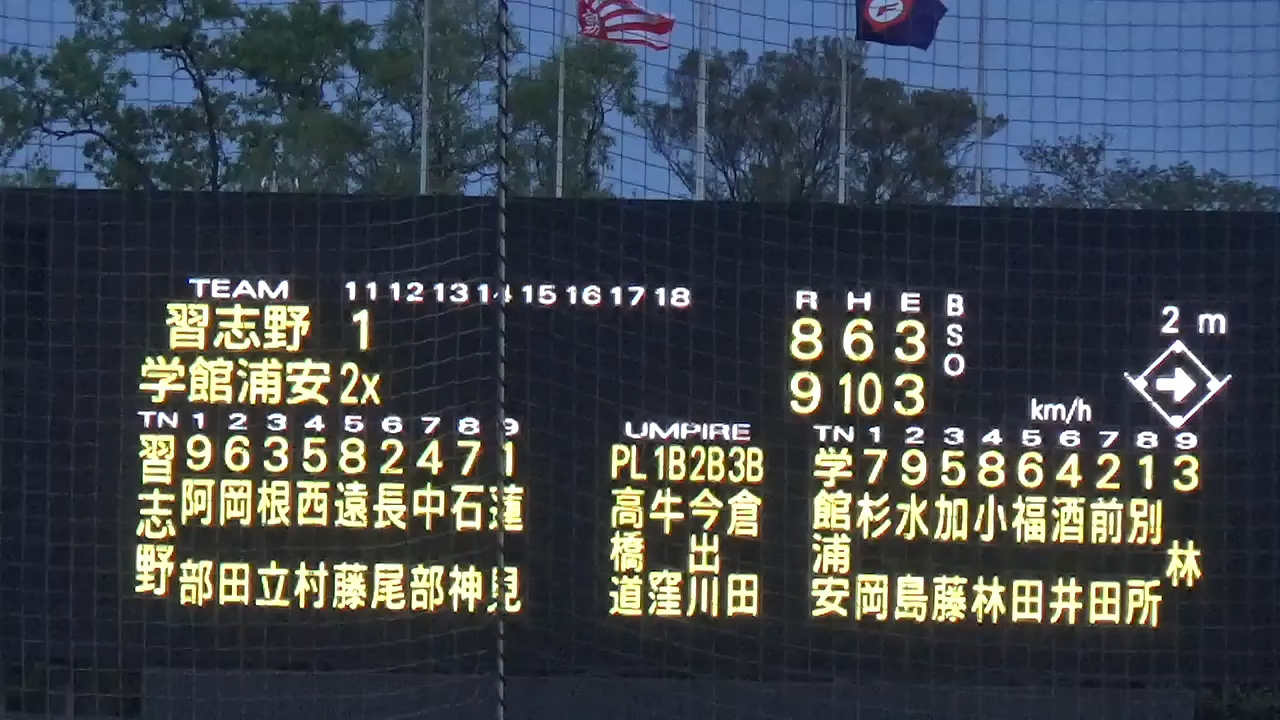 TEAM 11 12 13 14 15 16 17 18 R H E B
習志野 1 8 6 3 S 2 m
学館浦安 2x 9 10 3 O
km/h
TN 1 2 3 4 5 6 7 8 9 UMPIRE TN 1 2 3 4 5 6 7 8 9
習 9 6 3 5 8 2 4 7 1 PL 1B 2B 3B 学 7 9 5 8 6 4 2 1 3
志 阿 岡 根 西 遠 長 中 石 蓮 高 牛 今 倉 館 杉 水 加 小 福 酒 前 別
橋 出 浦 林
野 部 田 立 村 藤 尾 部 神 児 道 窪 川 田 安 岡 島 藤 林 田 井 田 所